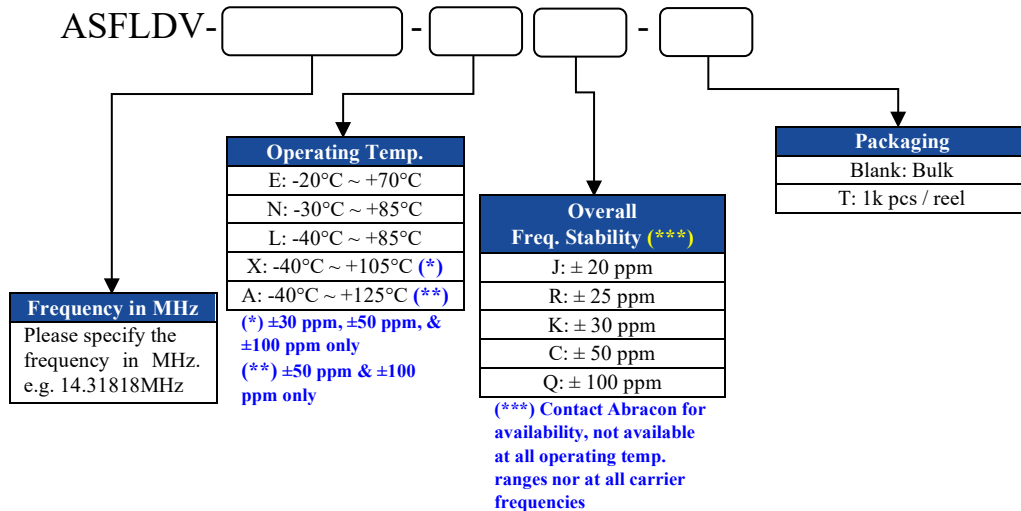 ASFLDV- - -
Operating Temp.
E: -20°C ~ +70°C
N: -30°C ~ +85°C
L: -40°C ~ +85°C
X: -40°C ~ +105°C (*)
A: -40°C ~ +125°C (**)
(*) ±30 ppm, ±50 ppm, &
±100 ppm only
(**) ±50 ppm & ±100
ppm only
Frequency in MHz
Please specify the
frequency in MHz.
e.g. 14.31818MHz
Overall
Freq. Stability (***)
J: ± 20 ppm
R: ± 25 ppm
K: ± 30 ppm
C: ± 50 ppm
Q: ± 100 ppm
(***) Contact Abracon for
availability, not available
at all operating temp.
ranges nor at all carrier
frequencies
Packaging
Blank: Bulk
T: 1k pcs / reel